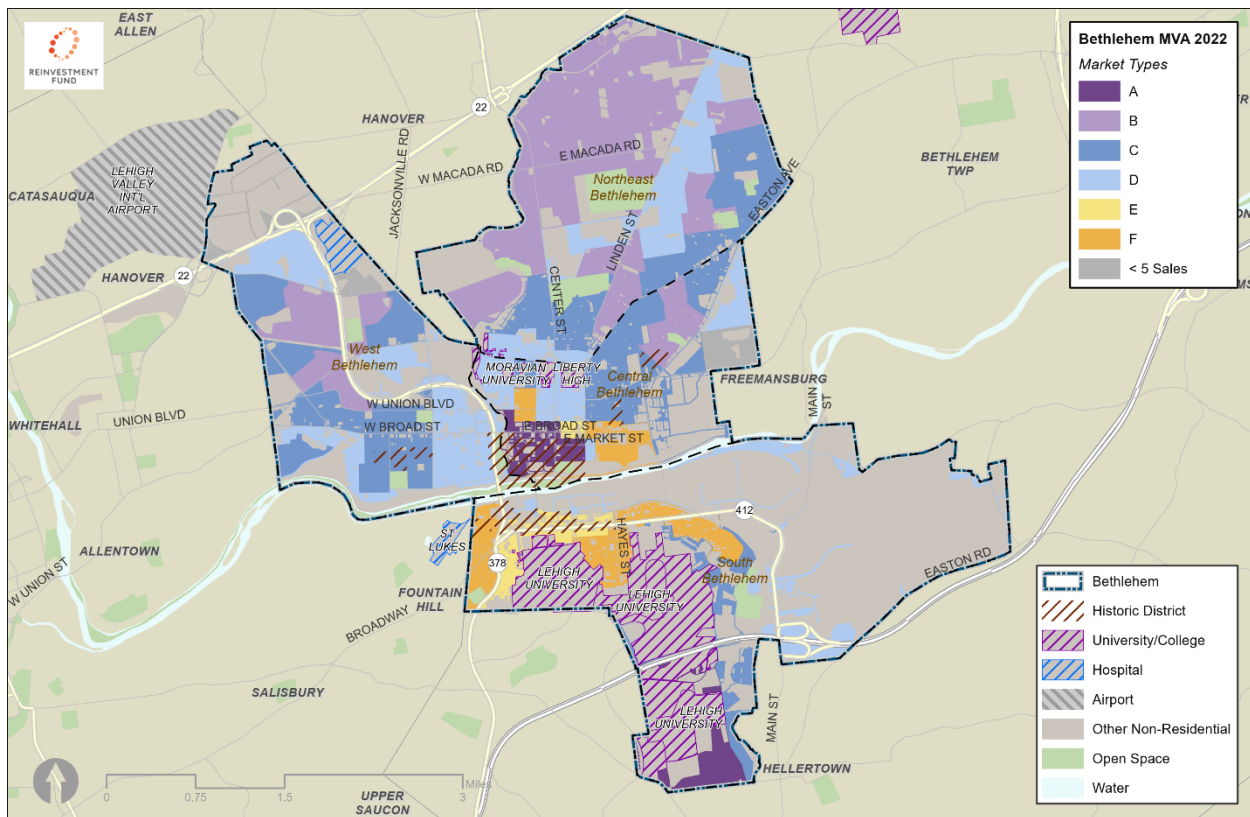 EAST
ALLEN
REINVESTMENT
FUND
Bethlehem MVA 2022
Market Types
A
B
C
D
E
F
< 5 Sales
22
HANOVER
JACKSONVILLE RD
E MACADA RD
W MACADA RD
BETHLEHEM
TWP
LEHIGH
VALLEY
INT'L
AIRPORT
CATASAUQUA
Northeast
Bethlehem
EASTON AVE
LINDEN ST
HANOVER
22
CENTER ST
West
Bethlehem
MORAVIAN
UNIVERSITY
LIBERTY
HIGH
Central
Bethlehem
FREEMANSBURG
MAIN
ST
W UNION BLVD
UNION BLVD
WHITEHALL
W BROAD ST
E BROAD ST
E MARKET ST
412
ST
LUKES
HAYES ST
ALLENTOWN
W UNION ST
378
LEHIGH
UNIVERSITY
South
Bethlehem
EASTON RD
LEHIGH
UNIVERSITY
FOUNTAIN
HILL
BROADWAY
SALISBURY
LEHIGH
UNIVERSITY
MAIN ST
HELLERTOWN
UPPER
SAUCON
Miles
0
0.75
1.5
3
Bethlehem
Historic District
University/College
Hospital
Airport
Other Non-Residential
Open Space
Water